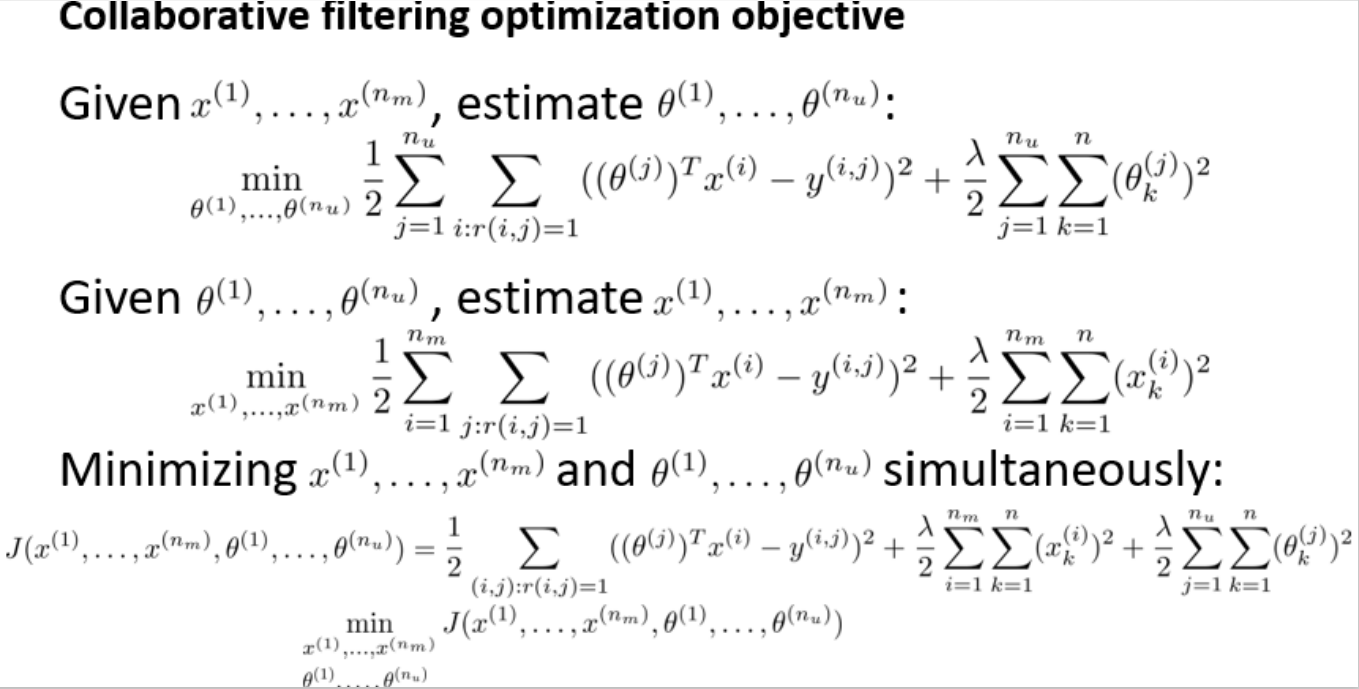 Collaborative filtering optimization objective
Given $x^{(1)}, \ldots, x^{(n_m)}$, estimate $\theta^{(1)}, \ldots, \theta^{(n_u)}$:
$\min_{\theta^{(1)}, \ldots, \theta^{(n_u)}} \frac{1}{2} \sum_{j=1}^{n_u} \sum_{i:r(i,j)=1} ((\theta^{(j)})^T x^{(i)} - y^{(i,j)})^2 + \frac{\lambda}{2} \sum_{j=1}^{n_u} \sum_{k=1}^{n} (\theta_k^{(j)})^2$
Given $\theta^{(1)}, \ldots, \theta^{(n_u)}$, estimate $x^{(1)}, \ldots, x^{(n_m)}$:
$\min_{x^{(1)}, \ldots, x^{(n_m)}} \frac{1}{2} \sum_{i=1}^{n_m} \sum_{j:r(i,j)=1} ((\theta^{(j)})^T x^{(i)} - y^{(i,j)})^2 + \frac{\lambda}{2} \sum_{i=1}^{n_m} \sum_{k=1}^{n} (x_k^{(i)})^2$
Minimizing $x^{(1)}, \ldots, x^{(n_m)}$ and $\theta^{(1)}, \ldots, \theta^{(n_u)}$ simultaneously:
$J(x^{(1)}, \ldots, x^{(n_m)}, \theta^{(1)}, \ldots, \theta^{(n_u)}) = \frac{1}{2} \sum_{(i,j):r(i,j)=1} ((\theta^{(j)})^T x^{(i)} - y^{(i,j)})^2 + \frac{\lambda}{2} \sum_{i=1}^{n_m} \sum_{k=1}^{n} (x_k^{(i)})^2 + \frac{\lambda}{2} \sum_{j=1}^{n_u} \sum_{k=1}^{n} (\theta_k^{(j)})^2$
$\min_{\substack{x^{(1)}, \ldots, x^{(n_m)} \\ \theta^{(1)}, \ldots, \theta^{(n_u)}}} J(x^{(1)}, \ldots, x^{(n_m)}, \theta^{(1)}, \ldots, \theta^{(n_u)})$